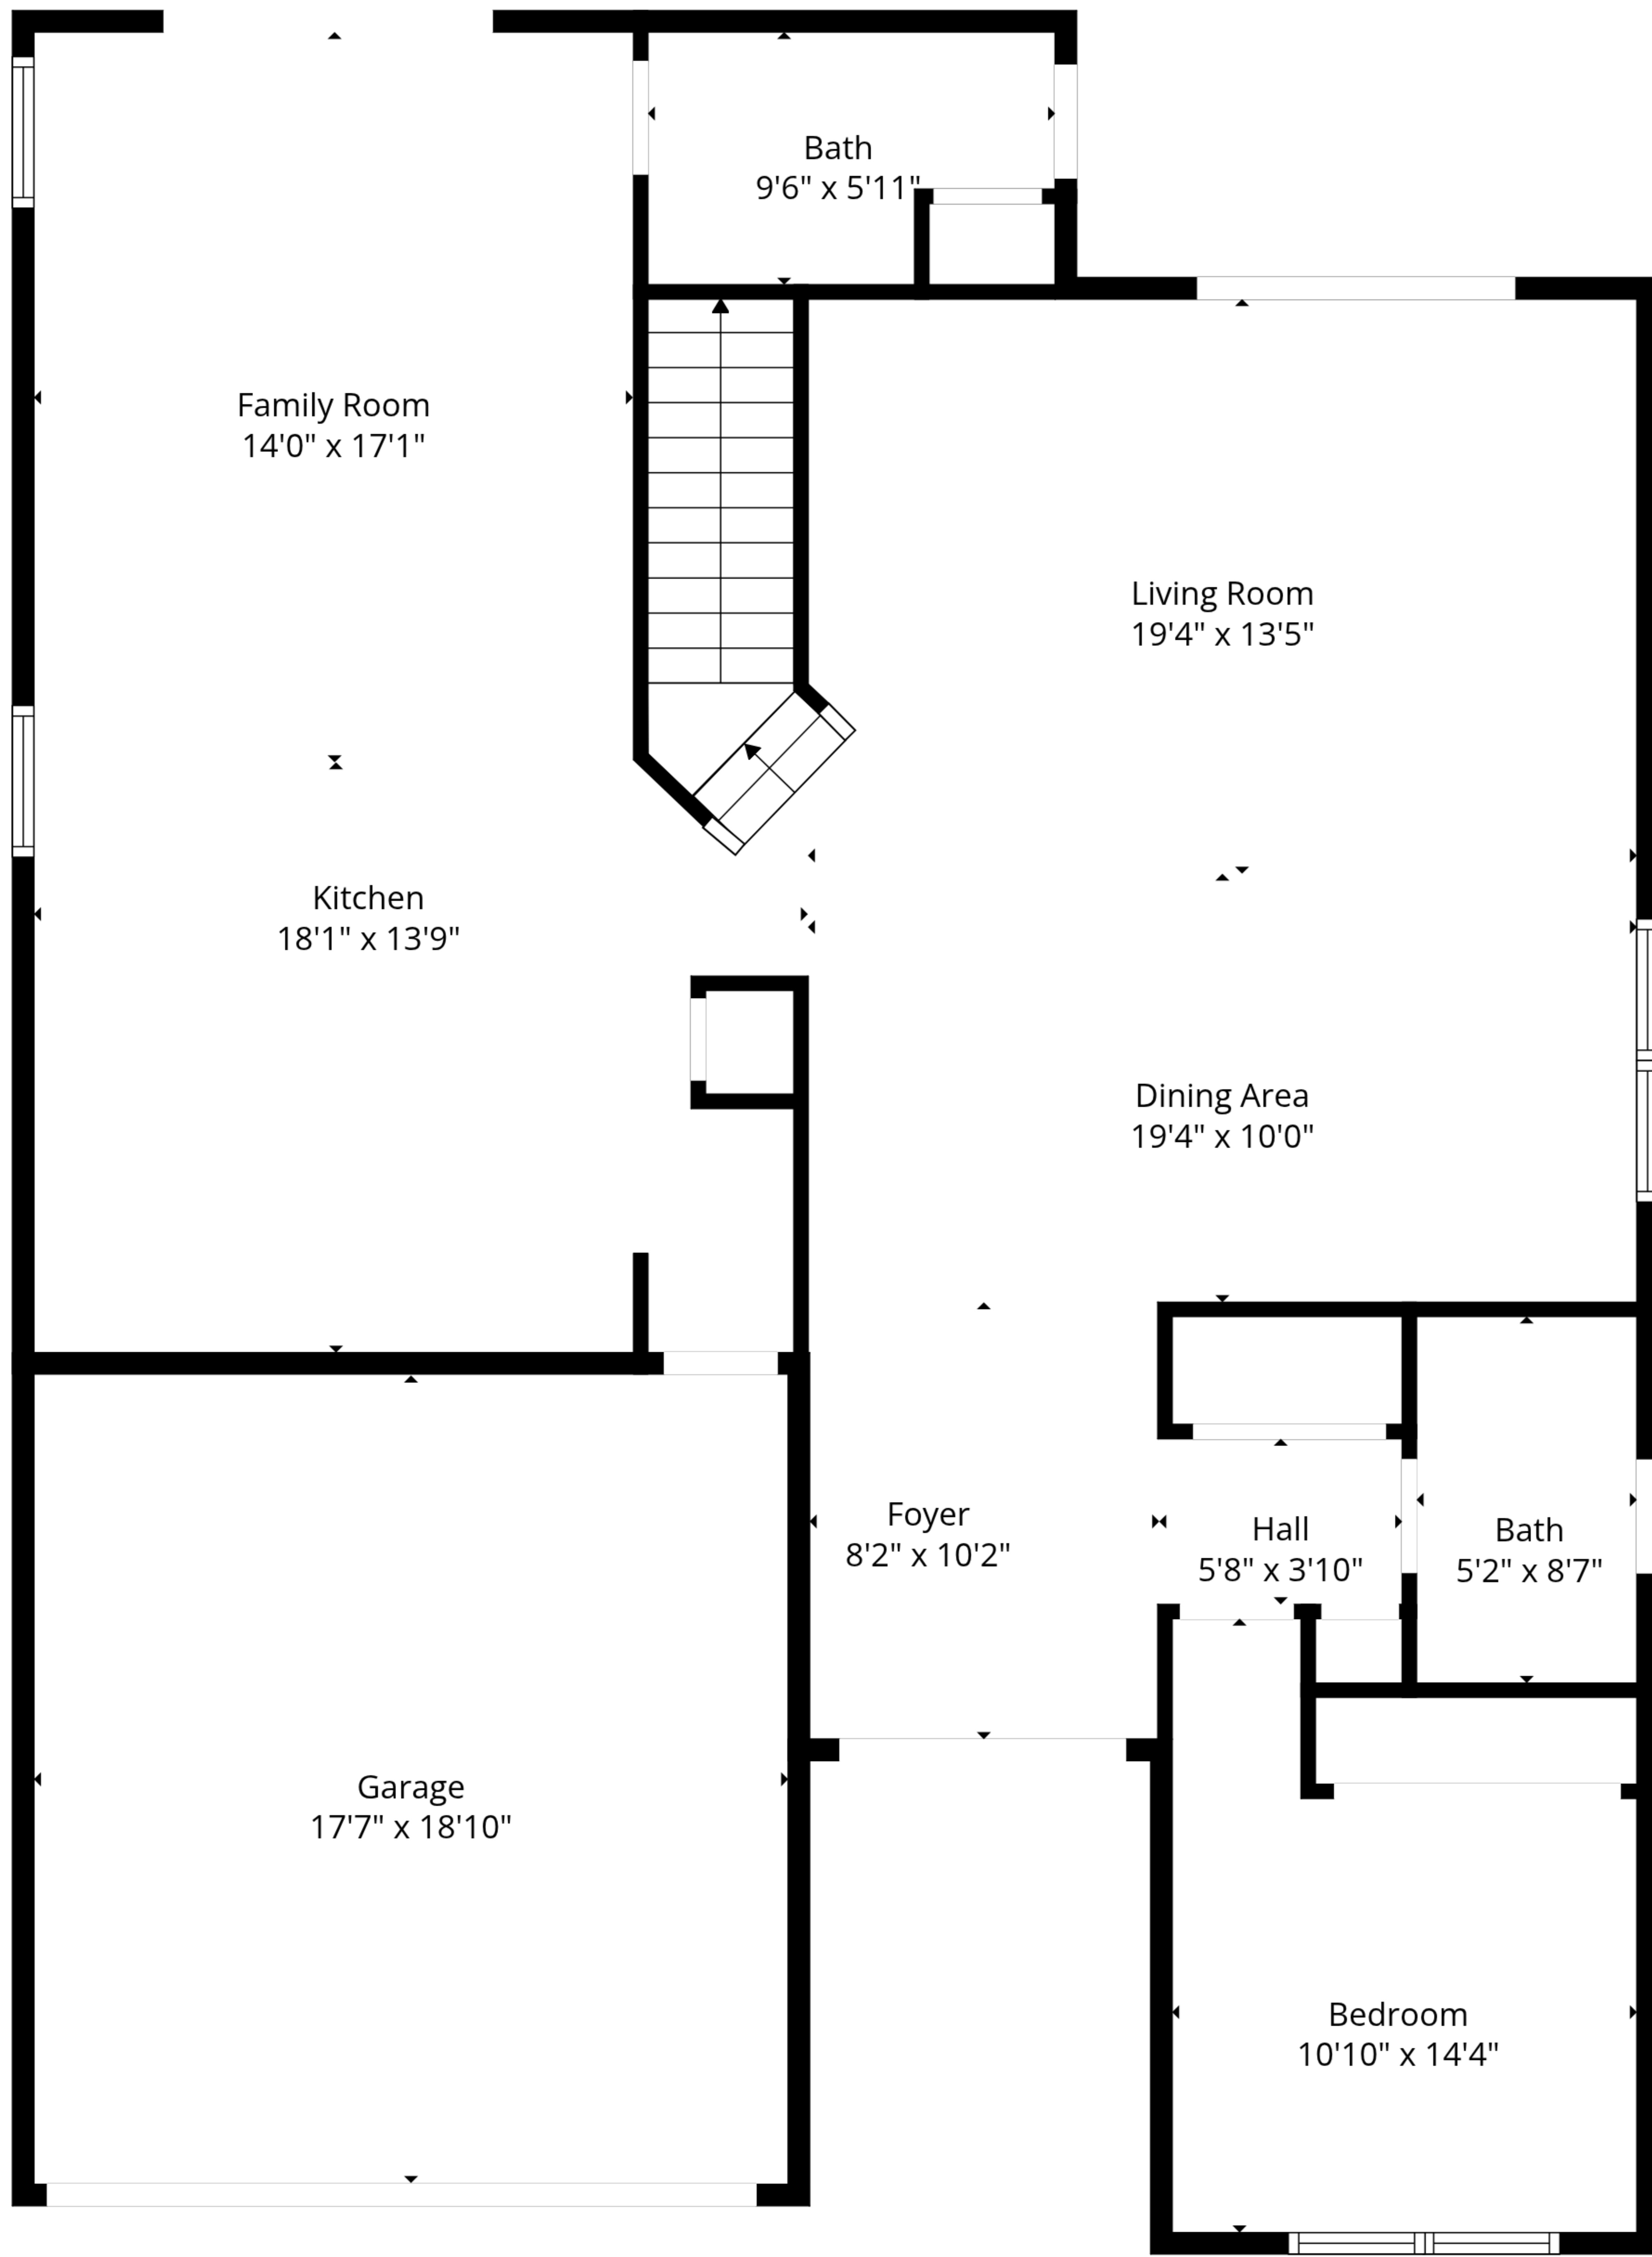 Bath
9'6" x 5'11"
Family Room
14'0" x 17'1"
Living Room
19'4" x 13'5"
Kitchen
18'1" x 13'9"
Dining Area
19'4" x 10'0"
Foyer
8'2" x 10'2"
Hall
5'8" x 3'10"
Bath
5'2" x 8'7"
Garage
17'7" x 18'10"
Bedroom
10'10" x 14'4"